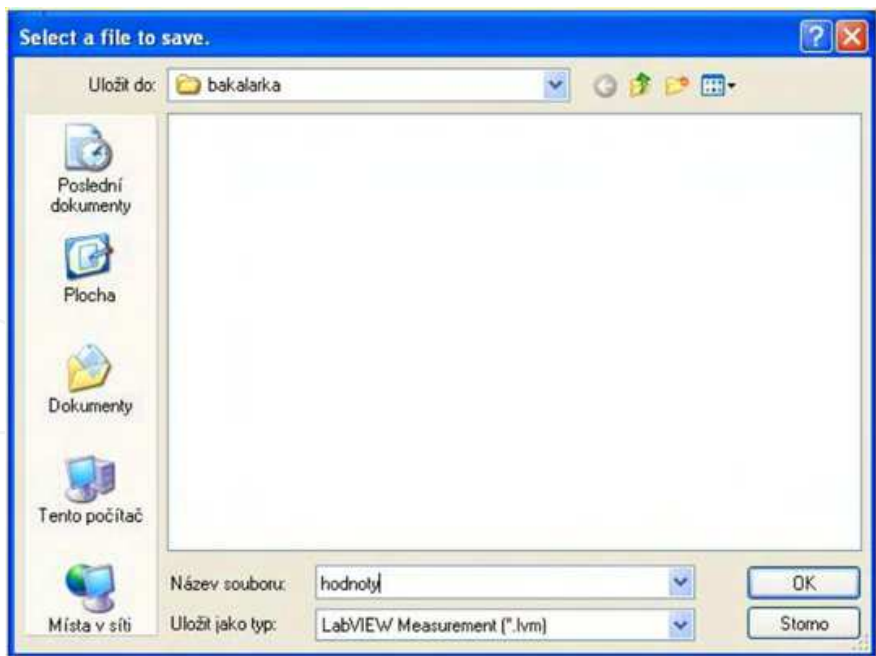 Select a file to save.
Uložit do:
bakalarka
Poslední
dokumenty
Plocha
Dokumenty
Tento počítač
Místa v síti
Název souboru:
hodnoty
OK
Uložit jako typ:
LabVIEW Measurement (*.lvm)
Storno